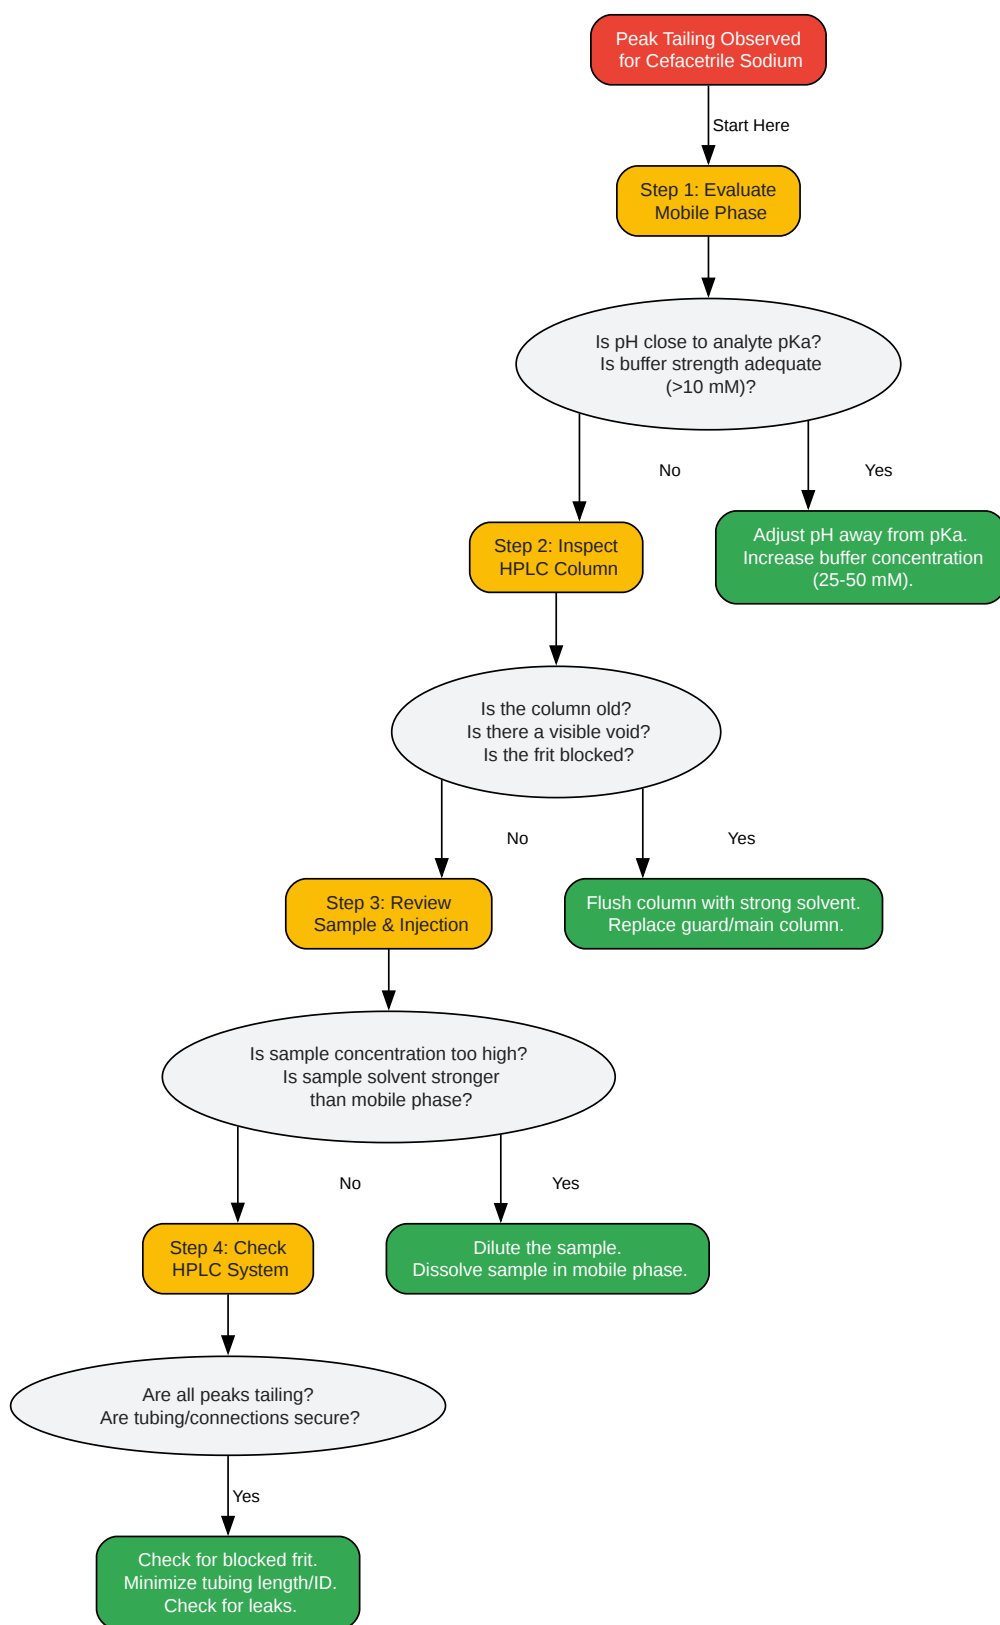 Peak Tailing Observed
for Cefacetrile Sodium
Start Here
Step 1: Evaluate
Mobile Phase
Is pH close to analyte pKa?
Is buffer strength adequate
(>10 mM)?
No
Yes
Step 2: Inspect
HPLC Column
Adjust pH away from pKa.
Increase buffer concentration
(25-50 mM).
Is the column old?
Is there a visible void?
Is the frit blocked?
No
Yes
Step 3: Review
Sample & Injection
Flush column with strong solvent.
Replace guard/main column.
Is sample concentration too high?
Is sample solvent stronger
than mobile phase?
No
Yes
Step 4: Check
HPLC System
Dilute the sample.
Dissolve sample in mobile phase.
Are all peaks tailing?
Are tubing/connections secure?
Yes
Check for blocked frit.
Minimize tubing length/ID.
Check for leaks.